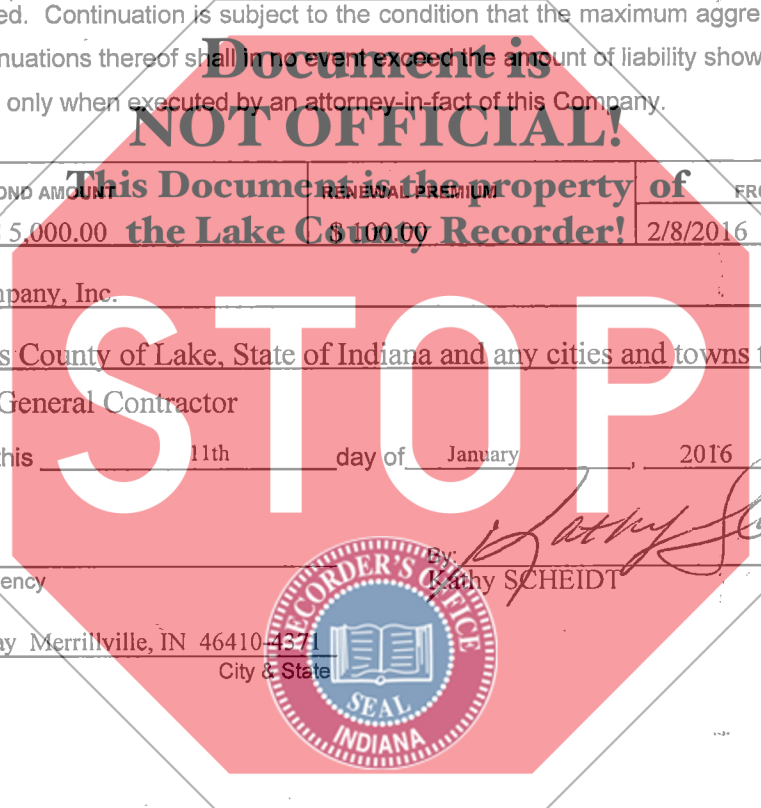 ed. Continuation is subject to the condition that the maximum aggre
nuations thereof shall in no event exceed the amount of liability show
only when executed by an attorney-in-fact of this Company.
Document is
NOT OFFICIAL!
This Document is the property of
the Lake County Recorder!
OND AMOUNT RENEWAL PREMIUM FRO
5,000.00 $ 100.00 2/8/2016
mpany, Inc.
s County of Lake, State of Indiana and any cities and towns t
General Contractor
STOP
this 11th day of January, 2016
By: Kathy S
Kathy SCHEIDT
ency
ay Merrillville, IN 46410-4371
City & State
RECORDER'S OFFICE
SEAL
INDIANA